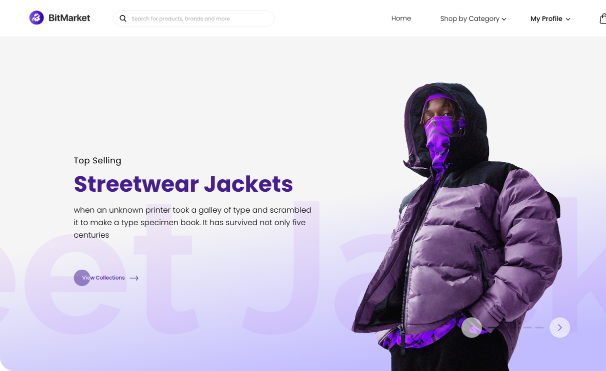 BitMarket
Search for products, brands and more
Home
Shop by Category
My Profile
Top Selling
Streetwear Jackets
when an unknown printer took a galley of type and scrambled
it to make a type specimen book. It has survived not only five
centuries
View Collections
eet Jack